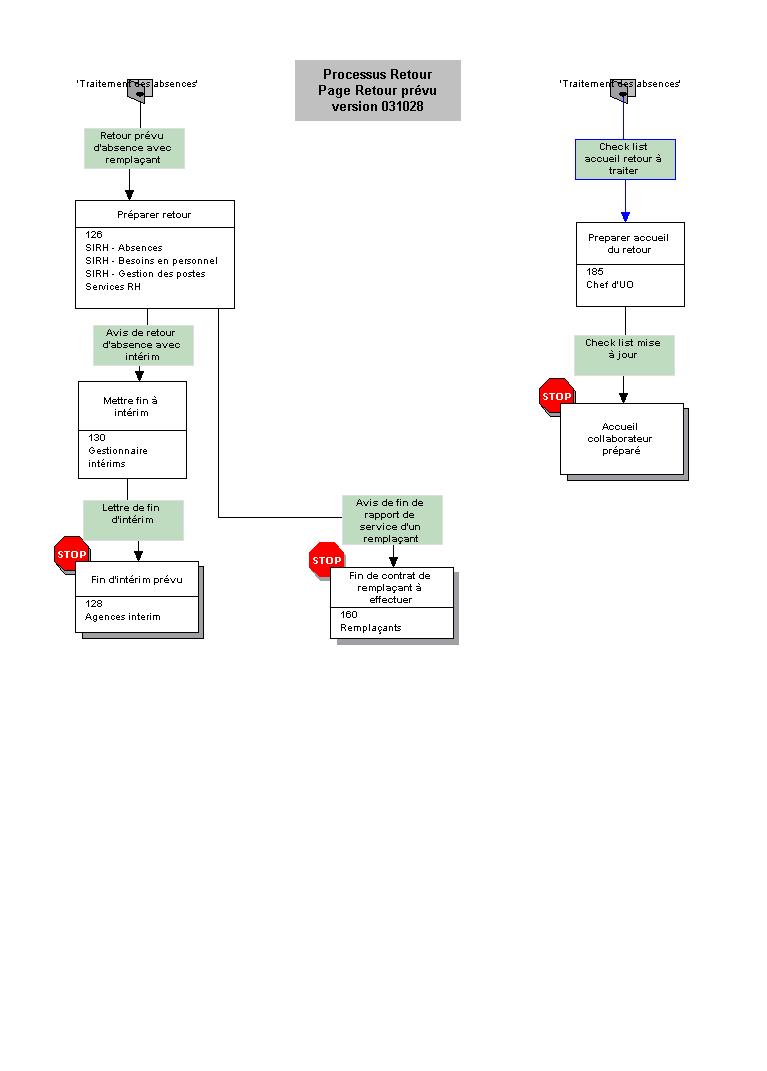 Processus Retour
Page Retour prévu
version 031028
'Traitement des absences'
Retour prévu
d'absence avec
remplaçant
Préparer retour
126
SIRH - Absences
SIRH - Besoins en personnel
SIRH - Gestion des postes
Services RH
Avis de retour
d'absence avec
intérim
Mettre fin à
intérim
130
Gestionnaire
intérims
Lettre de fin
d'intérim
STOP
Fin d'intérim prévu
128
Agences interim
Avis de fin de
rapport de
service d'un
remplaçant
STOP
Fin de contrat de
remplaçant à
effectuer
160
Remplaçants
'Traitement des absences'
Check list
accueil retour à
traiter
Preparer accueil
du retour
185
Chef d'UO
Check list mise
à jour
STOP
Accueil
collaborateur
préparé